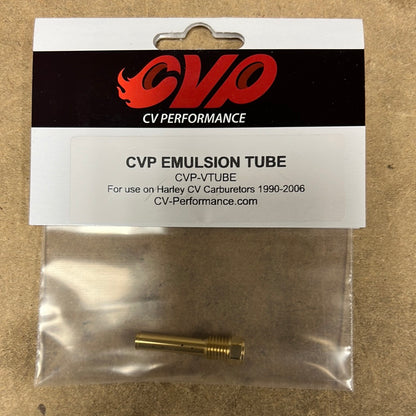 CVP
CV PERFORMANCE
CVP EMULSION TUBE
CVP-VTUBE
For use on Harley CV Carburetors 1990-2006
CV-Performance.com